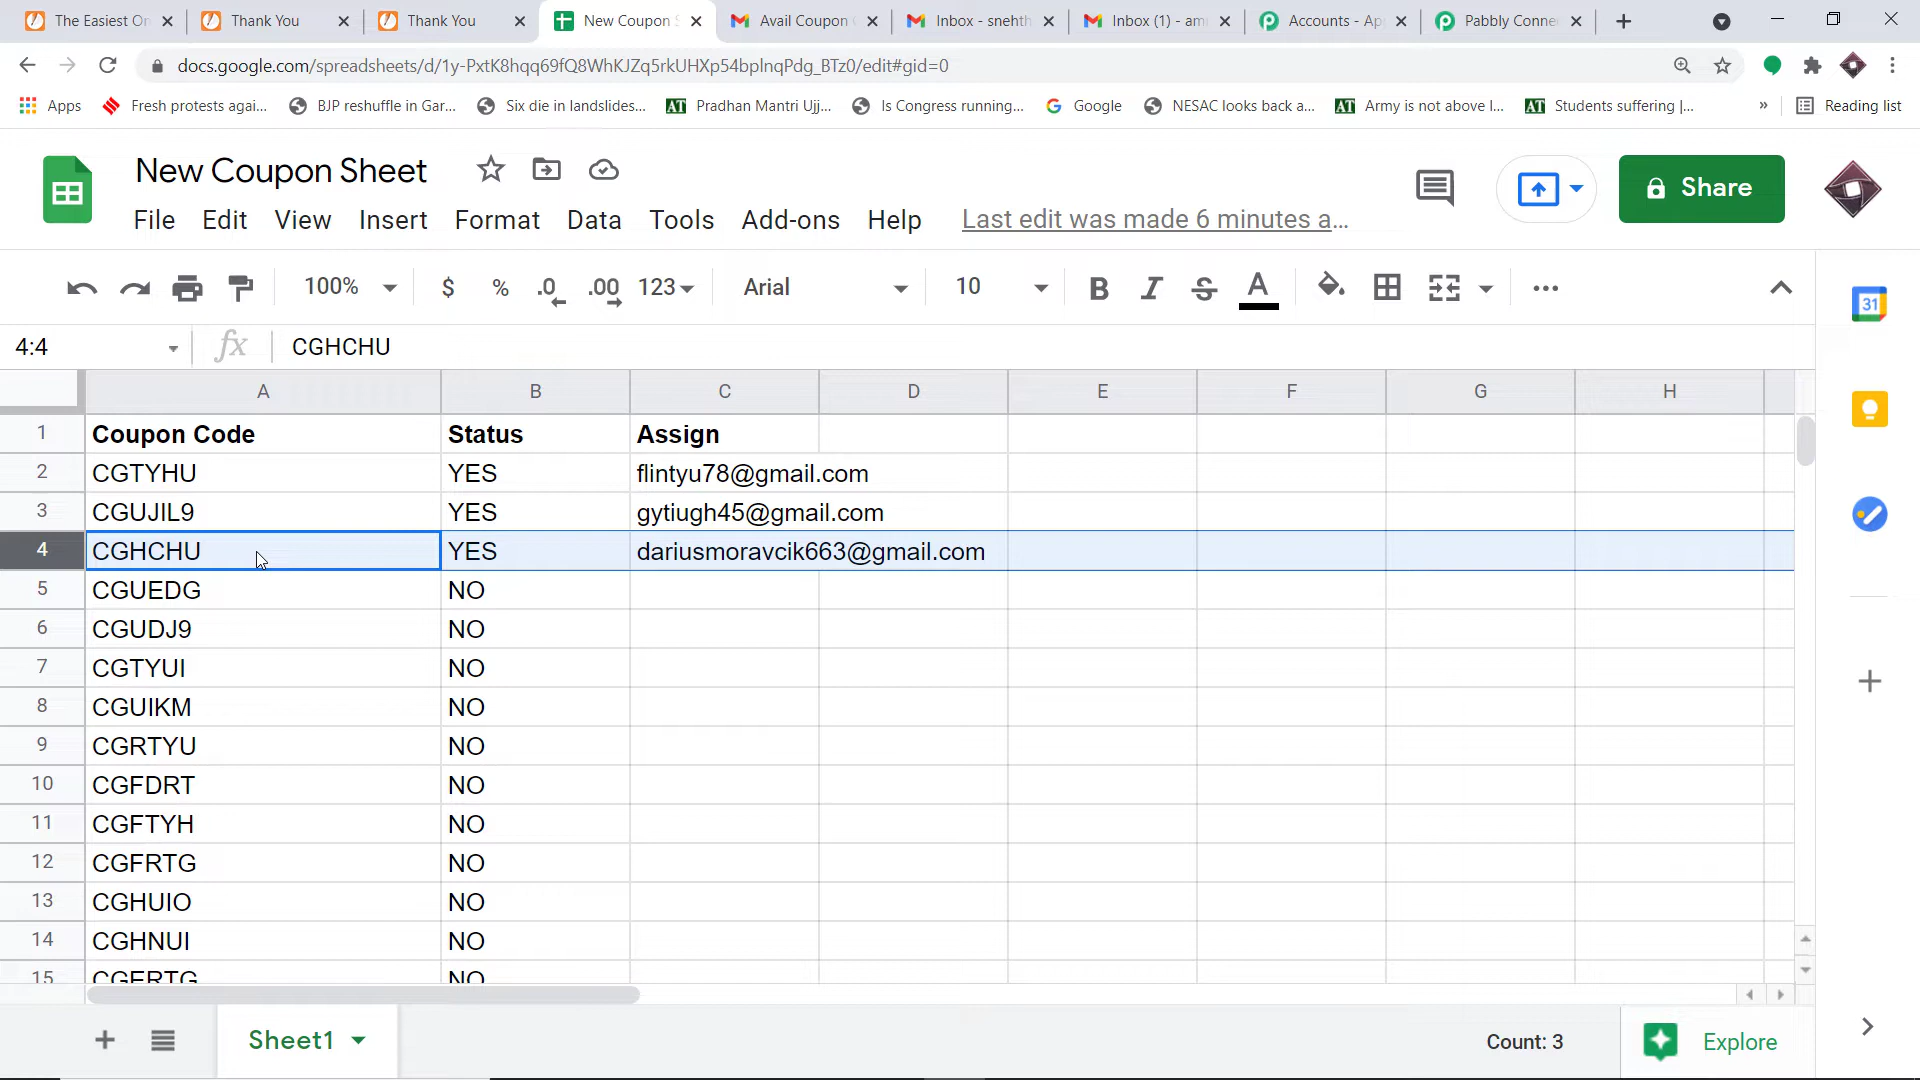 The Easiest On
Thank You
Thank You
New Coupon S
Avail Coupon
Inbox - snehth
Inbox (1) - am
Accounts - Ap
Pabbly Conne
docs.google.com/spreadsheets/d/1y-PxtK8hqq69fQ8WhKJZq5rkUHXp54bplnqPdg_BTz0/edit#gid=0
Apps
Fresh protests agai...
BJP reshuffle in Gar...
Six die in landslides...
AT
Pradhan Mantri Ujj...
Is Congress running...
Google
NESAC looks back a...
AT
Army is not above l...
AT
Students suffering |...
»
Reading list
New Coupon Sheet
Share
File Edit View Insert Format Data Tools Add-ons Help Last edit was made 6 minutes a...
100% $ % .0 .00 123 Arial 10 B I S A
31
4:4 fx CGHCHU
A B C D E F G H
1 Coupon Code Status Assign
2 CGTYHU YES flintyu78@gmail.com
3 CGUJIL9 YES gytiugh45@gmail.com
4 CGHCHU YES dariusmoravcik663@gmail.com
5 CGUEDG NO
6 CGUDJ9 NO
7 CGTYUI NO
8 CGUIKM NO
9 CGRTYU NO
10 CGFDRT NO
11 CGFTYH NO
12 CGFRTG NO
13 CGHUIO NO
14 CGHNUI NO
15 CGERTG NO
Sheet1
Count: 3
Explore